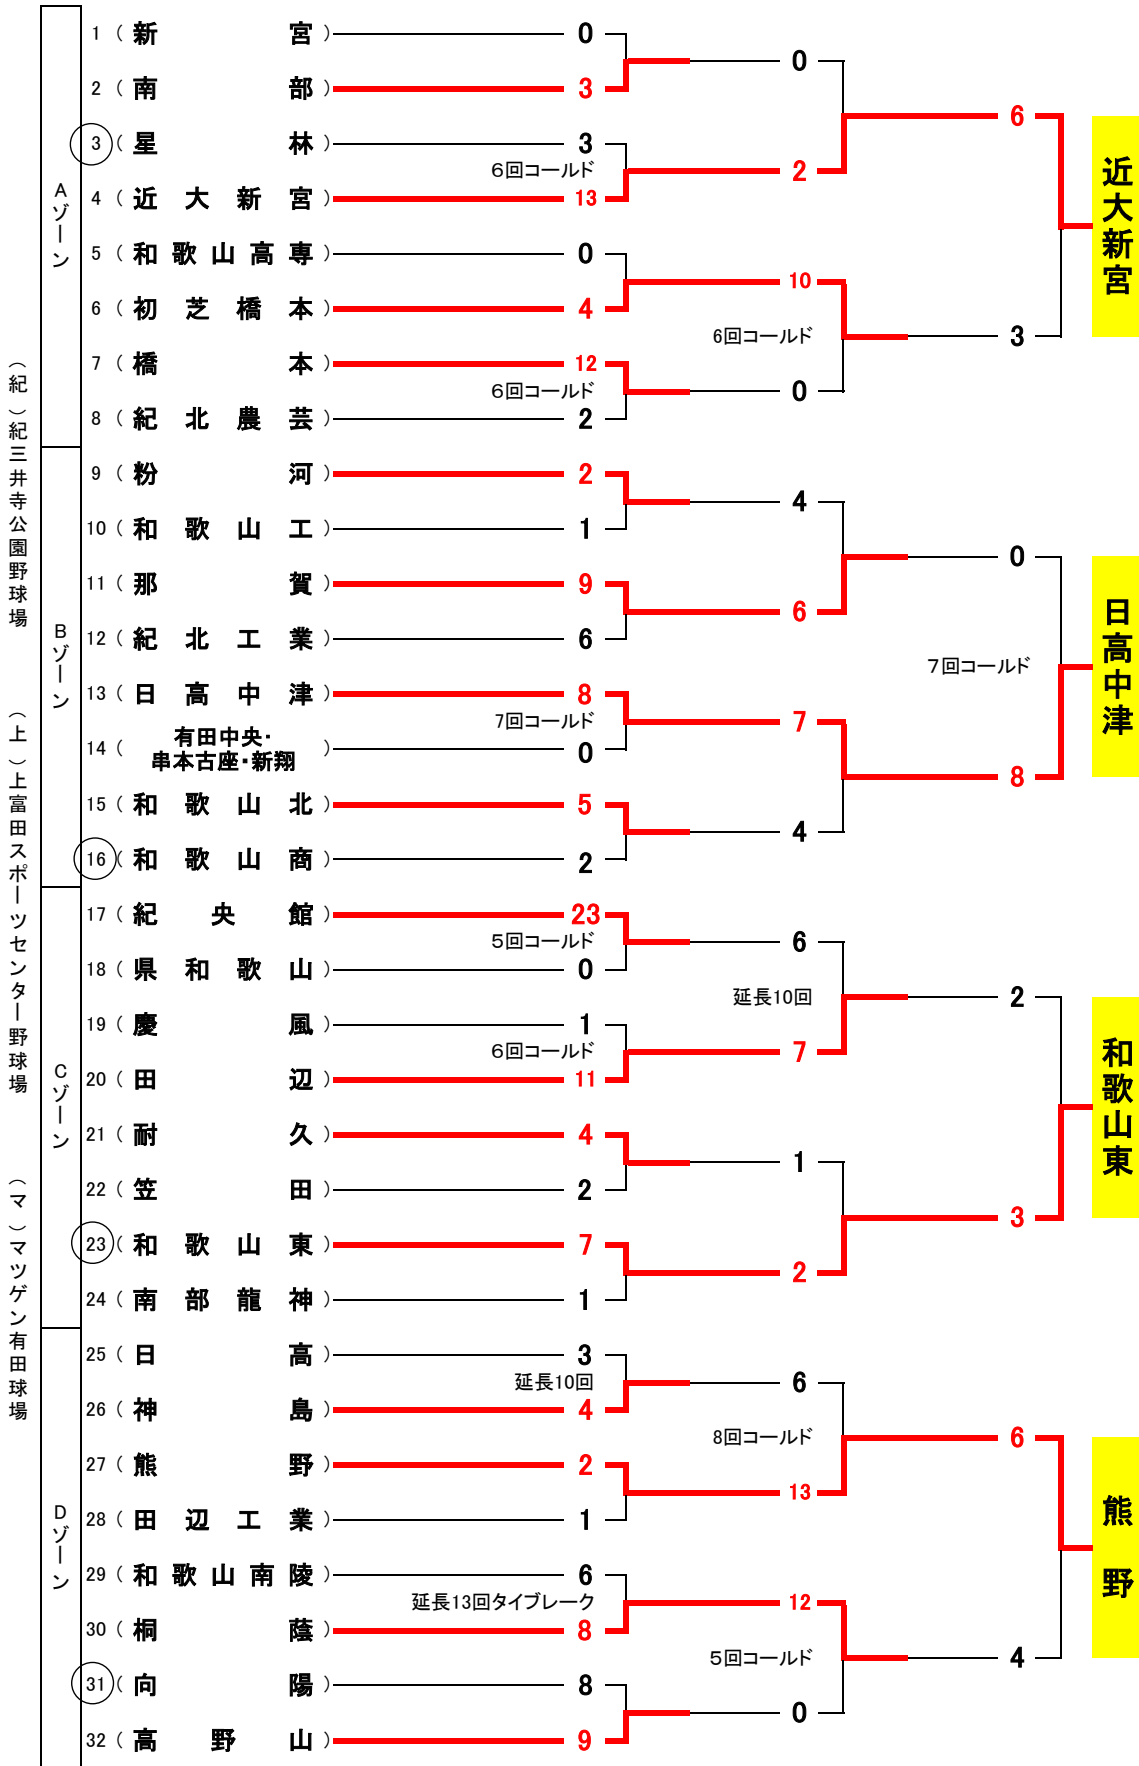 (紀)紀三井寺公園野球場
(上)上富田スポーツセンター野球場
(マ)マツゲン有田球場
Aゾーン
1(新宮) 0
2(南部) 3
0
3(星林) 3
6回コールド
2
4(近大新宮) 13
6
5(和歌山高専) 0
10
6(初芝橋本) 4
6回コールド
3
7(橋本) 12
6回コールド
0
8(紀北農芸) 2
近大新宮
Bゾーン
9(粉河) 2
4
10(和歌山工) 1
0
11(那賀) 9
6
12(紀北工業) 6
7回コールド
13(日高中津) 8
7回コールド
7
14(有田中央・
串本古座・新翔) 0
8
15(和歌山北) 5
4
16(和歌山商) 2
日高中津
Cゾーン
17(紀央館) 23
5回コールド
6
18(県和歌山) 0
延長10回
2
19(慶風) 1
6回コールド
7
20(田辺) 11
21(耐久) 4
1
22(笠田) 2
3
23(和歌山東) 7
2
24(南部龍神) 1
和歌山東
Dゾーン
25(日高) 3
延長10回
6
26(神島) 4
8回コールド
6
27(熊野) 2
13
28(田辺工業) 1
29(和歌山南陵) 6
延長13回タイブレーク
12
30(桐蔭) 8
5回コールド
4
31(向陽) 8
0
32(高野山) 9
熊野